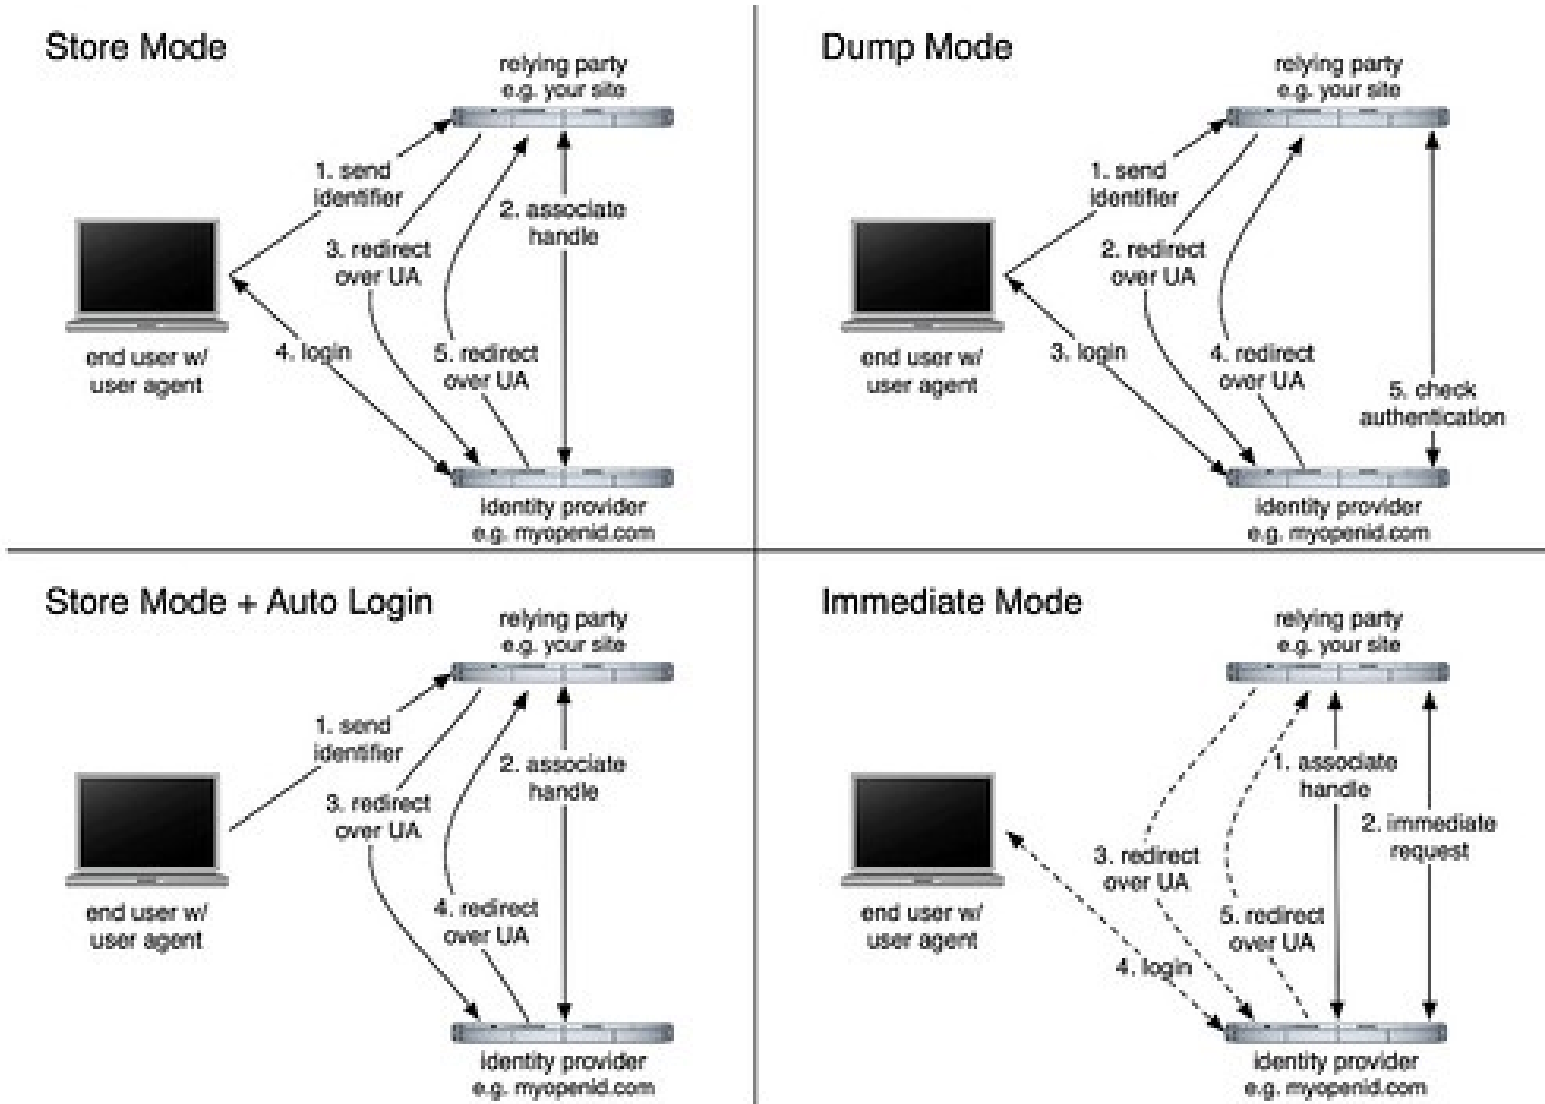 Store Mode
relying party
e.g. your site
1. send
identifier
2. associate
handle
3. redirect
over UA
4. login
5. redirect
over UA
end user w/
user agent
identity provider
e.g. myopenid.com
Dump Mode
relying party
e.g. your site
1. send
identifier
2. redirect
over UA
3. login
4. redirect
over UA
5. check
authentication
end user w/
user agent
identity provider
e.g. myopenid.com
Store Mode + Auto Login
relying party
e.g. your site
1. send
identifier
2. associate
handle
3. redirect
over UA
4. redirect
over UA
end user w/
user agent
identity provider
e.g. myopenid.com
Immediate Mode
relying party
e.g. your site
1. associate
handle
2. immediate
request
3. redirect
over UA
4. login
5. redirect
over UA
end user w/
user agent
identity provider
e.g. myopenid.com